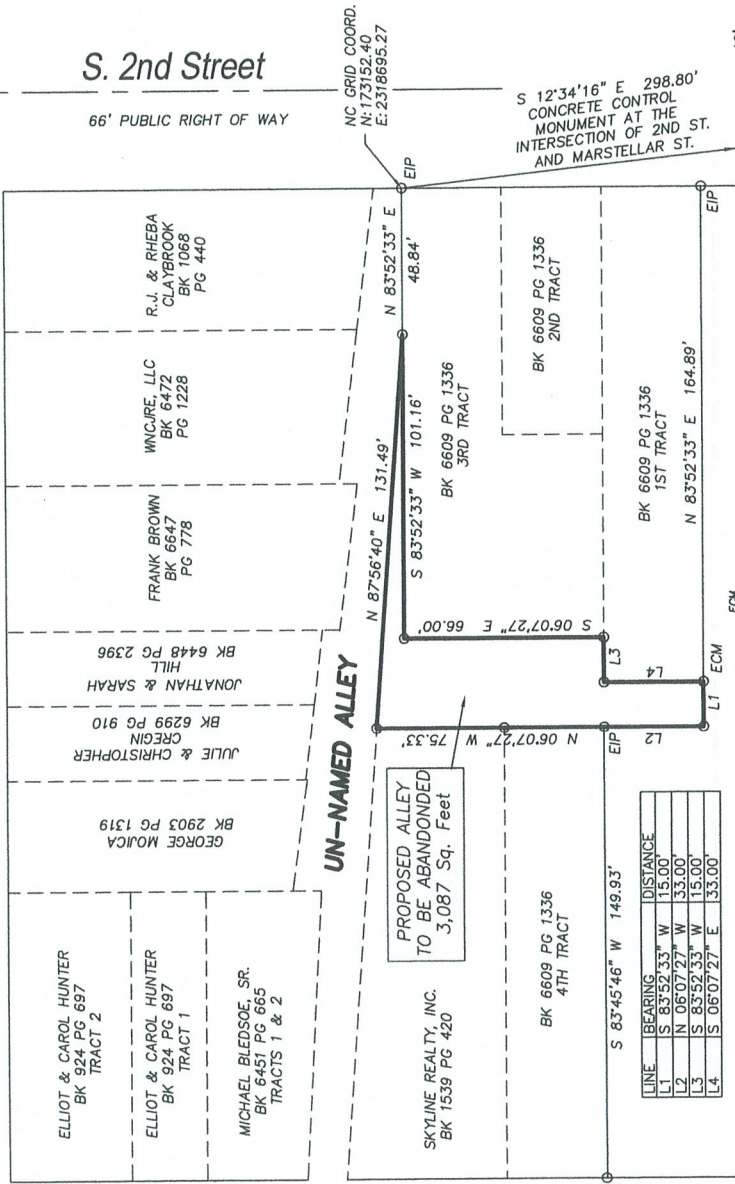 S. 2nd Street
66' PUBLIC RIGHT OF WAY
NC GRID COORD.
N:173152.40
E:2318695.27
S 12°34'16" E 298.80'
CONCRETE CONTROL
MONUMENT AT THE
INTERSECTION OF 2ND ST.
AND MARSTELLAR ST.
EIP
EIP
R.J. & RHEBA
CLAYBROOK
BK 1068
PG 440
WNCJRE, LLC
BK 6472
PG 1228
FRANK BROWN
BK 6647
PG 778
JONATHAN & SARAH
HILL
BK 6448 PG 2396
JULIE & CHRISTOPHER
CREGIN
BK 6299 PG 910
GEORGE MOJICA
BK 2903 PG 1319
ELLIOT & CAROL HUNTER
BK 924 PG 697
TRACT 2
ELLIOT & CAROL HUNTER
BK 924 PG 697
TRACT 1
MICHAEL BLEDSOE, SR.
BK 6451 PG 665
TRACTS 1 & 2
UN-NAMED ALLEY
N 83°52'33" E
48.84'
N 87°56'40" E 131.49'
S 83°52'33" W 101.16'
BK 6609 PG 1336
3RD TRACT
BK 6609 PG 1336
2ND TRACT
BK 6609 PG 1336
1ST TRACT
N 83°52'33" E 164.89'
S 06°07'27" E 66.00'
L3
L4
ECM
L1
ECM
N 06°07'27" W 75.33'
EIP
L2
PROPOSED ALLEY
TO BE ABANDONDED
3,087 Sq. Feet
SKYLINE REALTY, INC.
BK 1539 PG 420
BK 6609 PG 1336
4TH TRACT
S 83°45'46" W 149.93'
LINE BEARING DISTANCE
L1 S 83°52'33" W 15.00'
L2 N 06°07'27" W 33.00'
L3 S 83°52'33" W 15.00'
L4 S 06°07'27" E 33.00'